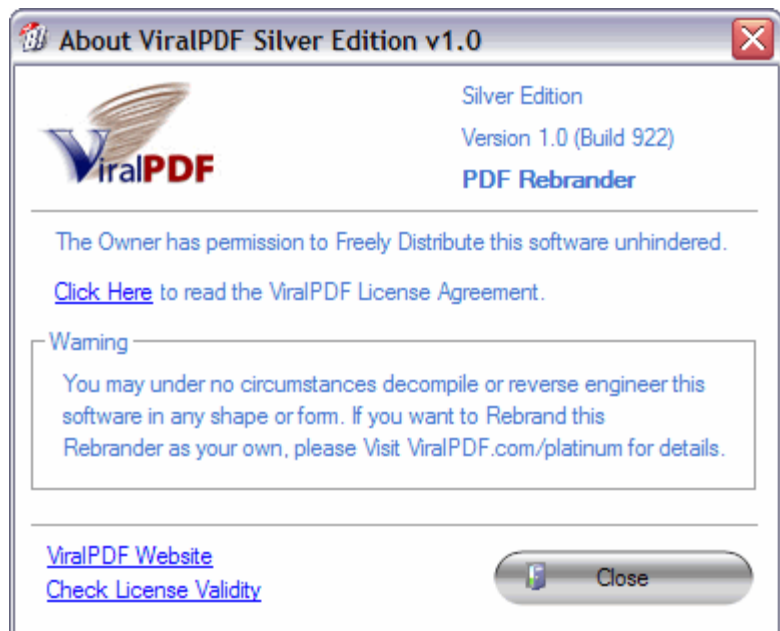 About ViralPDF Silver Edition v1.0
ViralPDF
Silver Edition
Version 1.0 (Build 922)
PDF Rebrander
The Owner has permission to Freely Distribute this software unhindered.
Click Here to read the ViralPDF License Agreement.
Warning
You may under no circumstances decompile or reverse engineer this
software in any shape or form. If you want to Rebrand this
Rebrander as your own, please Visit ViralPDF.com/platinum for details.
ViralPDF Website
Check License Validity
Close